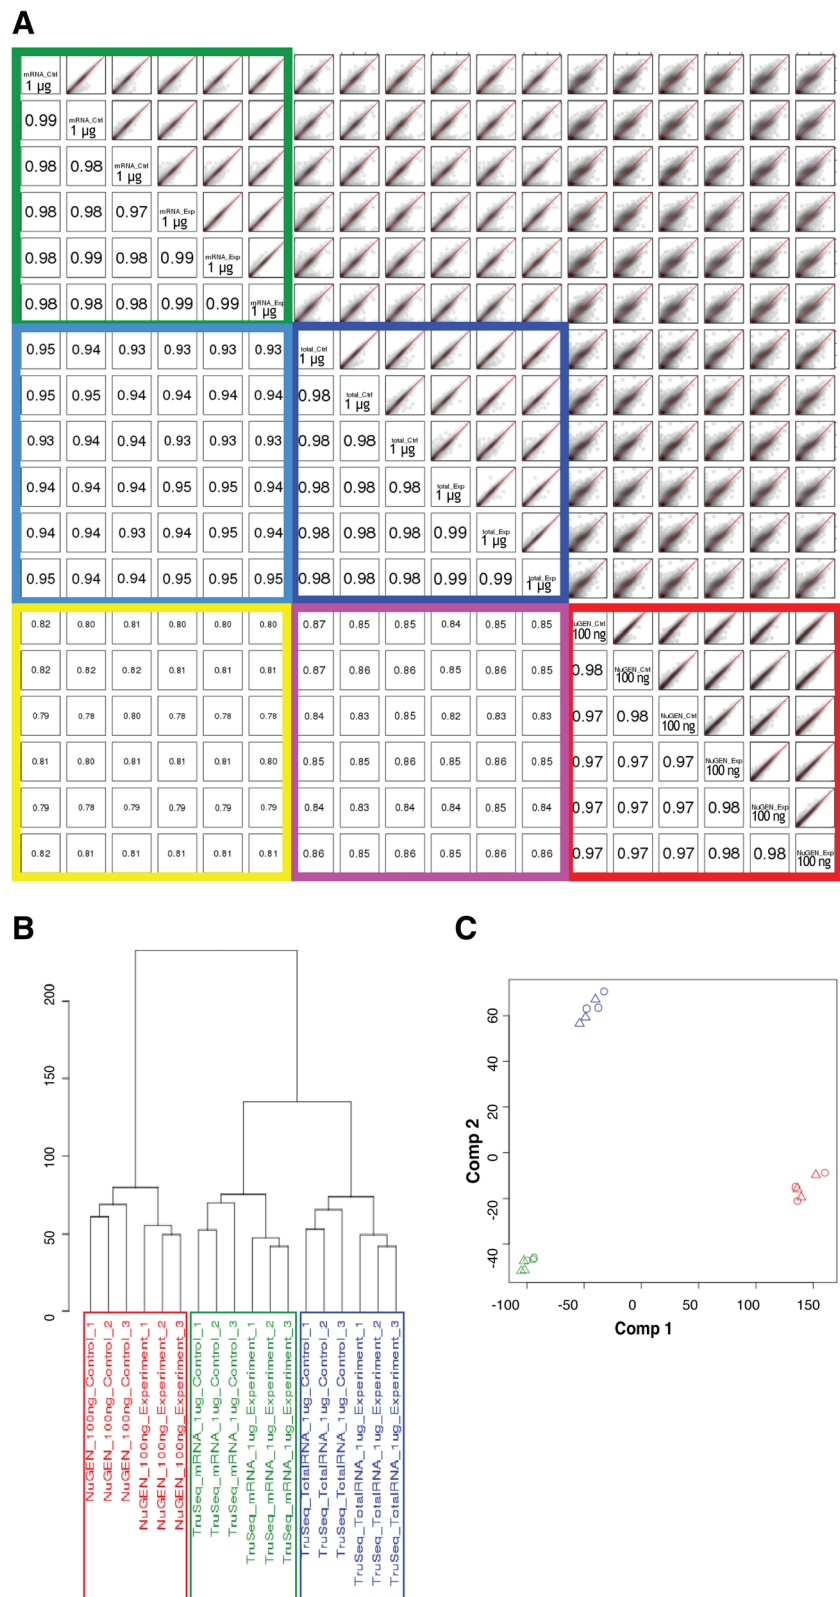 A
mRNA_Ctrl
1 µg
0.99
mRNA_Ctrl
1 µg
0.98 0.98
mRNA_Ctrl
1 µg
0.98 0.98 0.97
mRNA_Exp
1 µg
0.98 0.99 0.98 0.99
mRNA_Exp
1 µg
0.98 0.98 0.98 0.99 0.99
mRNA_Exp
1 µg
0.95 0.94 0.93 0.93 0.93 0.93
total_Ctrl
1 µg
0.95 0.95 0.94 0.94 0.94 0.94 0.98
total_Ctrl
1 µg
0.93 0.94 0.94 0.93 0.93 0.93 0.98 0.98
total_Ctrl
1 µg
0.94 0.94 0.94 0.95 0.95 0.94 0.98 0.98 0.98
total_Exp
1 µg
0.94 0.94 0.93 0.94 0.95 0.94 0.98 0.98 0.98 0.99
total_Exp
1 µg
0.95 0.94 0.94 0.95 0.95 0.95 0.98 0.98 0.98 0.99 0.99
total_Exp
1 µg
0.82 0.80 0.81 0.80 0.80 0.80 0.87 0.85 0.85 0.84 0.85 0.85
NuGEN_Ctrl
100 ng
0.82 0.82 0.82 0.81 0.81 0.81 0.87 0.86 0.86 0.85 0.86 0.85 0.98
NuGEN_Ctrl
100 ng
0.79 0.78 0.80 0.78 0.78 0.78 0.84 0.83 0.85 0.82 0.83 0.83 0.97 0.98
NuGEN_Ctrl
100 ng
0.81 0.80 0.81 0.81 0.81 0.80 0.85 0.85 0.86 0.85 0.85 0.85 0.97 0.97 0.97
NuGEN_Exp
100 ng
0.79 0.78 0.79 0.79 0.79 0.79 0.84 0.83 0.84 0.84 0.85 0.84 0.97 0.97 0.97 0.98
NuGEN_Exp
100 ng
0.82 0.81 0.81 0.81 0.81 0.81 0.86 0.85 0.86 0.85 0.86 0.86 0.97 0.97 0.97 0.98 0.98
NuGEN_Exp
100 ng
B
200
150
100
50
0
NuGEN_100ng_Control_1
NuGEN_100ng_Control_2
NuGEN_100ng_Control_3
NuGEN_100ng_Experiment_1
NuGEN_100ng_Experiment_2
NuGEN_100ng_Experiment_3
TruSeq_mRNA_1ug_Control_1
TruSeq_mRNA_1ug_Control_2
TruSeq_mRNA_1ug_Control_3
TruSeq_mRNA_1ug_Experiment_1
TruSeq_mRNA_1ug_Experiment_2
TruSeq_mRNA_1ug_Experiment_3
TruSeq_TotalRNA_1ug_Control_1
TruSeq_TotalRNA_1ug_Control_2
TruSeq_TotalRNA_1ug_Control_3
TruSeq_TotalRNA_1ug_Experiment_1
TruSeq_TotalRNA_1ug_Experiment_2
TruSeq_TotalRNA_1ug_Experiment_3
C
Comp 2
60
40
20
0
-20
-40
-100 -50 0 50 100 150
Comp 1